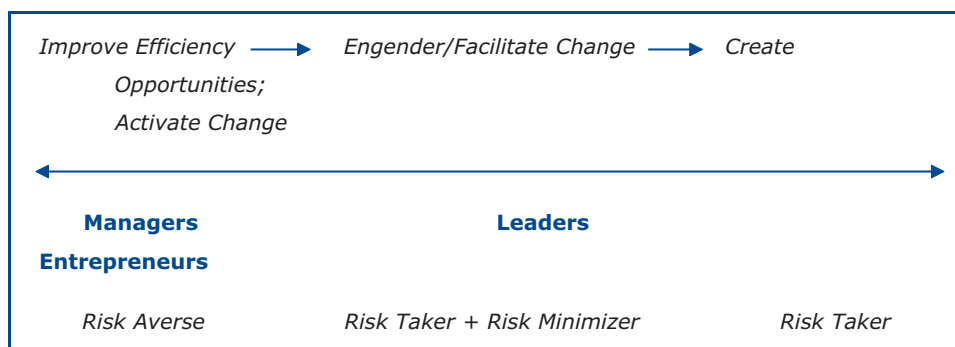 Improve Efficiency Engender/Facilitate Change Create
Opportunities;
Activate Change
Managers Leaders
Entrepreneurs
Risk Averse Risk Taker + Risk Minimizer Risk Taker